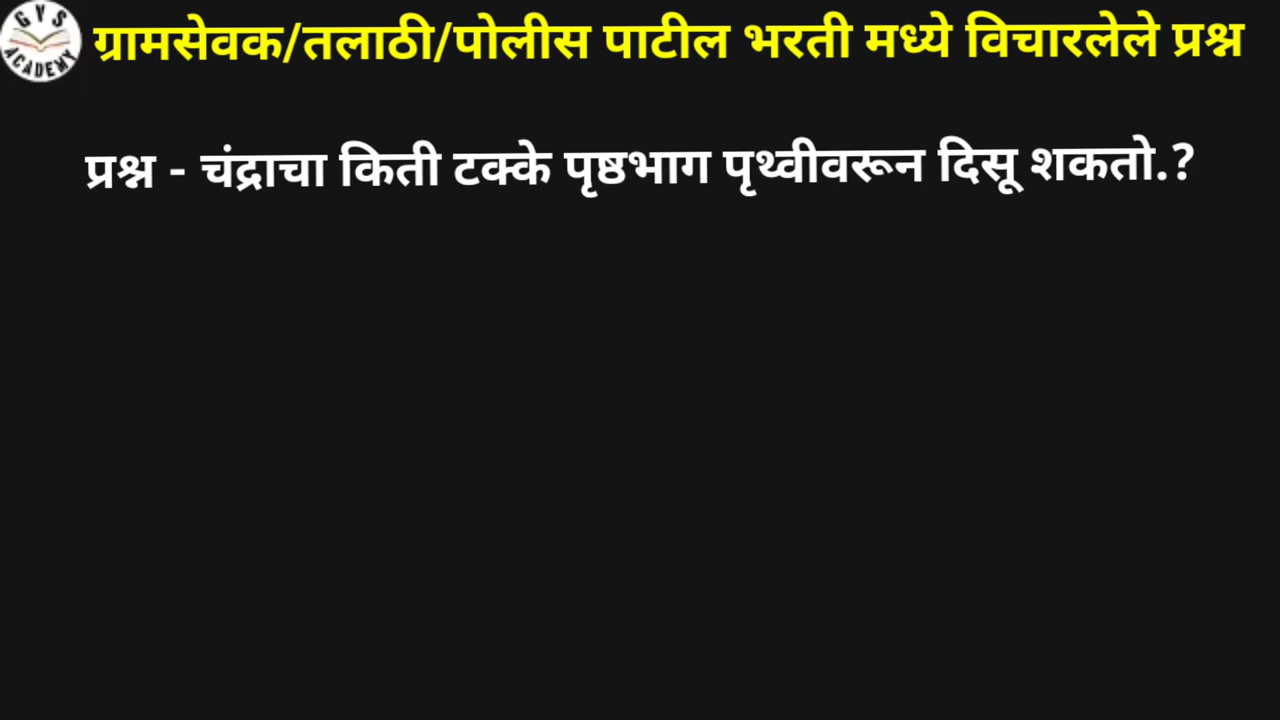 GVS
ACADEMY
ग्रामसेवक/तलाठी/पोलीस पाटील भरती मध्ये विचारलेले प्रश्न
प्रश्न - चंद्राचा किती टक्के पृष्ठभाग पृथ्वीवरून दिसू शकतो.?